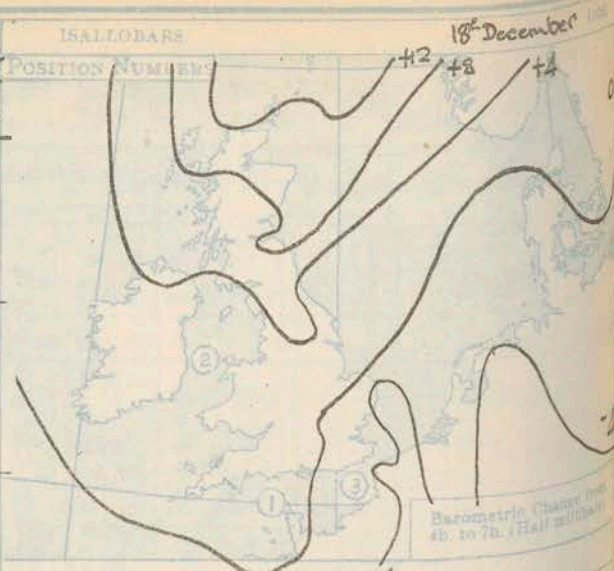 ISALLOBARS
18th December
POSITION NUMBERS
+12
+8
+4
0
2
1
3
Barometric Change from
4h. to 7h. (Half millibars)